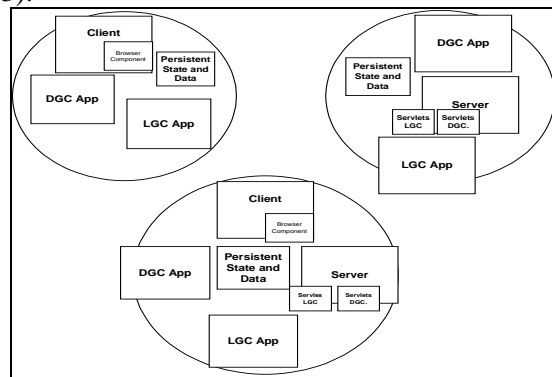 Client
Browser
Component
Persistent
State and
Data
DGC App
LGC App
DGC App
Persistent
State and
Data
Server
Servlets
LGC
Servlets
DGC.
LGC App
Client
Browser
Component
DGC App
Persistent
State and
Data
Server
Servles
LGC
Servlets
DGC.
LGC App